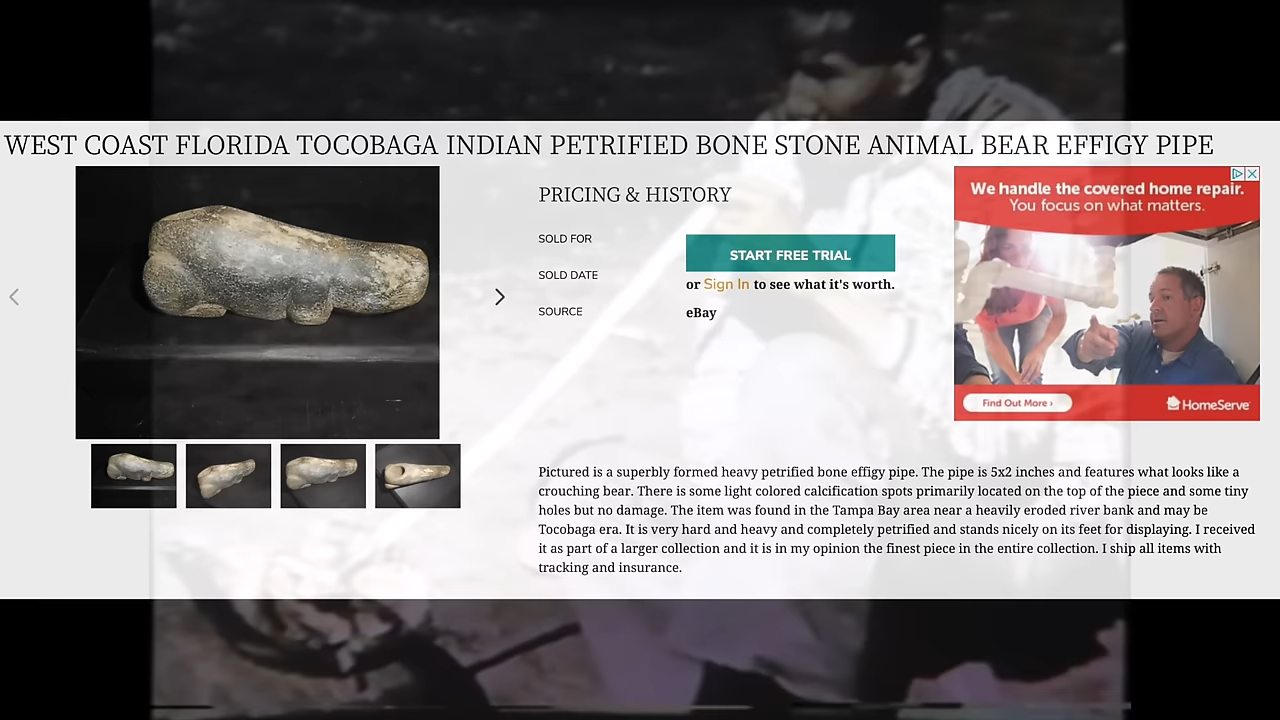 WEST COAST FLORIDA TOCOBAGA INDIAN PETRIFIED BONE STONE ANIMAL BEAR EFFIGY PIPE
PRICING & HISTORY
SOLD FOR
START FREE TRIAL
SOLD DATE
or Sign In to see what it's worth.
SOURCE
eBay
We handle the covered home repair.
You focus on what matters.
Find Out More ›
HomeServe
Pictured is a superbly formed heavy petrified bone effigy pipe. The pipe is 5x2 inches and features what looks like a
crouching bear. There is some light colored calcification spots primarily located on the top of the piece and some tiny
holes but no damage. The item was found in the Tampa Bay area near a heavily eroded river bank and may be
Tocobaga era. It is very hard and heavy and completely petrified and stands nicely on its feet for displaying. I received
it as part of a larger collection and it is in my opinion the finest piece in the entire collection. I ship all items with
tracking and insurance.